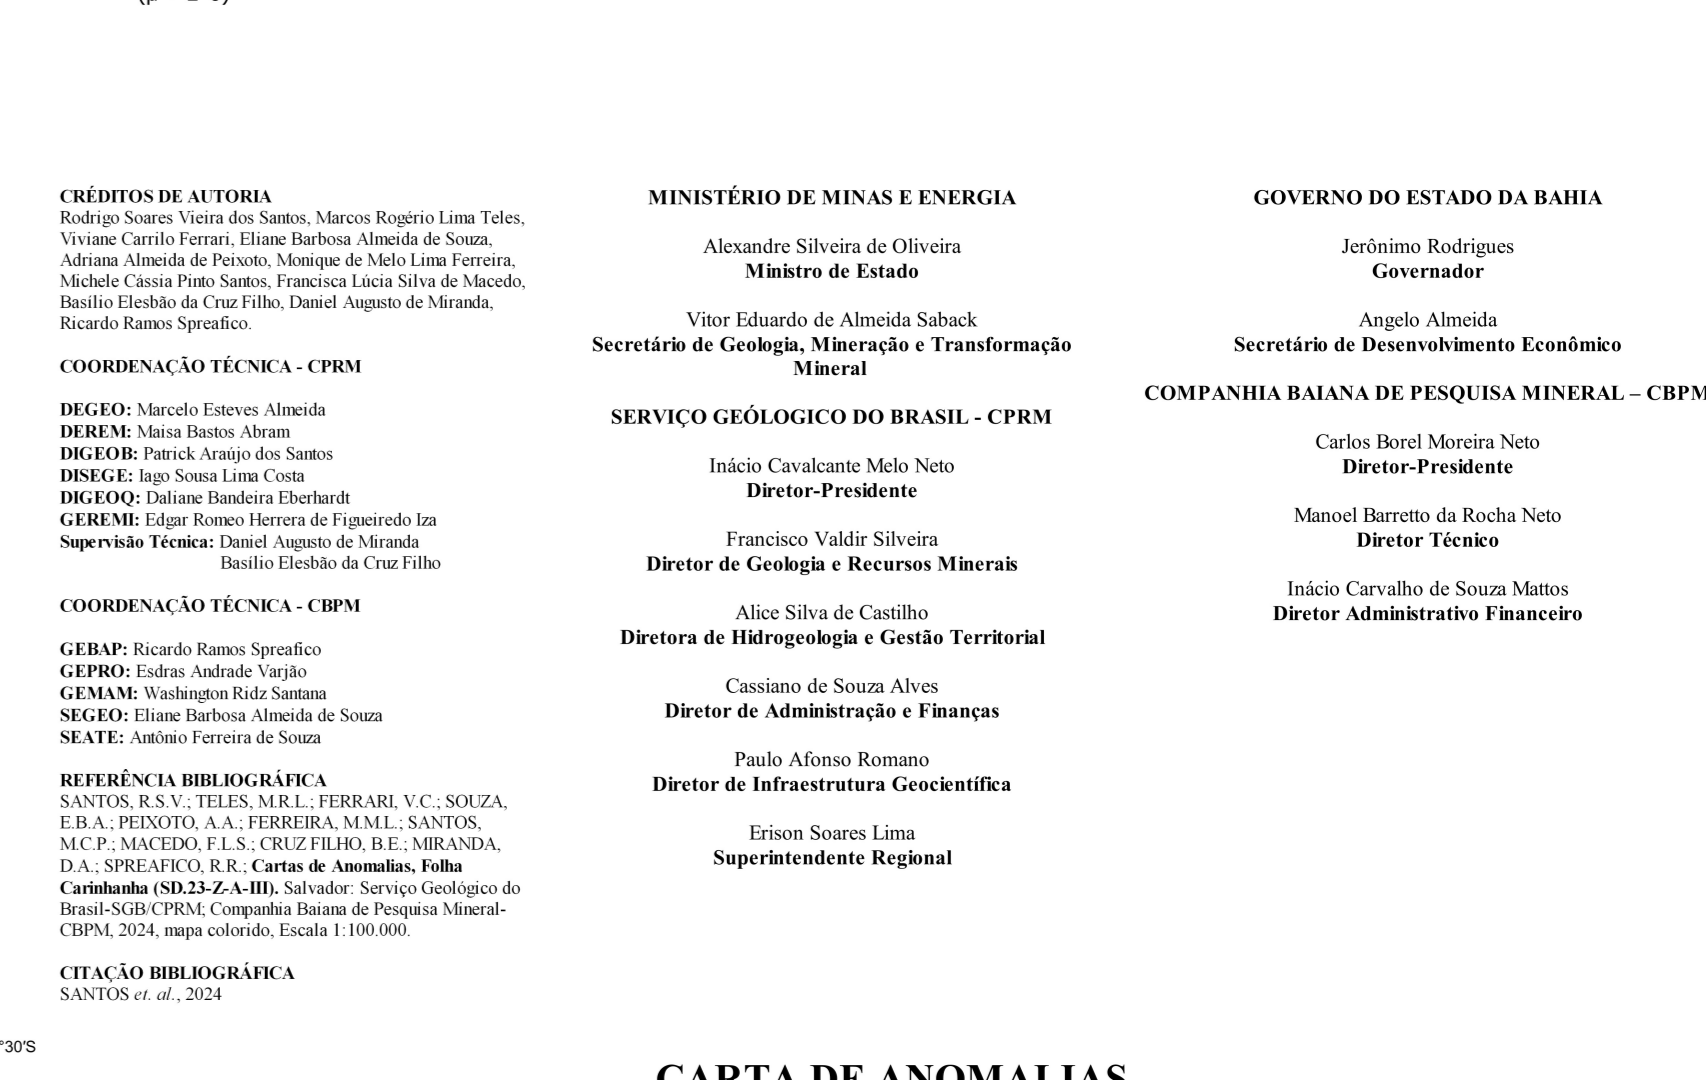 CRÉDITOS DE AUTORIA
Rodrigo Soares Vieira dos Santos, Marcos Rogério Lima Teles,
Viviane Carrilo Ferrari, Eliane Barbosa Almeida de Souza,
Adriana Almeida de Peixoto, Monique de Melo Lima Ferreira,
Michele Cássia Pinto Santos, Francisca Lúcia Silva de Macedo,
Basílio Elesbão da Cruz Filho, Daniel Augusto de Miranda,
Ricardo Ramos Spreafico.
COORDENAÇÃO TÉCNICA - CPRM
DEGEO: Marcelo Esteves Almeida
DEREM: Maisa Bastos Abram
DIGEOB: Patrick Araújo dos Santos
DISEGE: Iago Sousa Lima Costa
DIGEOQ: Daliane Bandeira Eberhardt
GEREMI: Edgar Romeo Herrera de Figueiredo Iza
Supervisão Técnica: Daniel Augusto de Miranda
Basílio Elesbão da Cruz Filho
COORDENAÇÃO TÉCNICA - CBPM
GEBAP: Ricardo Ramos Spreafico
GEPRO: Esdras Andrade Varjão
GEMAM: Washington Ridz Santana
SEGEO: Eliane Barbosa Almeida de Souza
SEATE: Antônio Ferreira de Souza
REFERÊNCIA BIBLIOGRÁFICA
SANTOS, R.S.V.; TELES, M.R.L.; FERRARI, V.C.; SOUZA,
E.B.A.; PEIXOTO, A.A.; FERREIRA, M.M.L.; SANTOS,
M.C.P.; MACEDO, F.L.S.; CRUZ FILHO, B.E.; MIRANDA,
D.A.; SPREAFICO, R.R.; Cartas de Anomalias, Folha
Carinhanha (SD.23-Z-A-III). Salvador: Serviço Geológico do
Brasil-SGB/CPRM; Companhia Baiana de Pesquisa Mineral-
CBPM, 2024, mapa colorido, Escala 1:100.000.
CITAÇÃO BIBLIOGRÁFICA
SANTOS et. al., 2024
°30'S
MINISTÉRIO DE MINAS E ENERGIA
Alexandre Silveira de Oliveira
Ministro de Estado
Vitor Eduardo de Almeida Saback
Secretário de Geologia, Mineração e Transformação
Mineral
SERVIÇO GEÓLOGICO DO BRASIL - CPRM
Inácio Cavalcante Melo Neto
Diretor-Presidente
Francisco Valdir Silveira
Diretor de Geologia e Recursos Minerais
Alice Silva de Castilho
Diretora de Hidrogeologia e Gestão Territorial
Cassiano de Souza Alves
Diretor de Administração e Finanças
Paulo Afonso Romano
Diretor de Infraestrutura Geocientífica
Erison Soares Lima
Superintendente Regional
GOVERNO DO ESTADO DA BAHIA
Jerônimo Rodrigues
Governador
Angelo Almeida
Secretário de Desenvolvimento Econômico
COMPANHIA BAIANA DE PESQUISA MINERAL – CBPM
Carlos Borel Moreira Neto
Diretor-Presidente
Manoel Barretto da Rocha Neto
Diretor Técnico
Inácio Carvalho de Souza Mattos
Diretor Administrativo Financeiro
CARTA DE ANOMALIAS